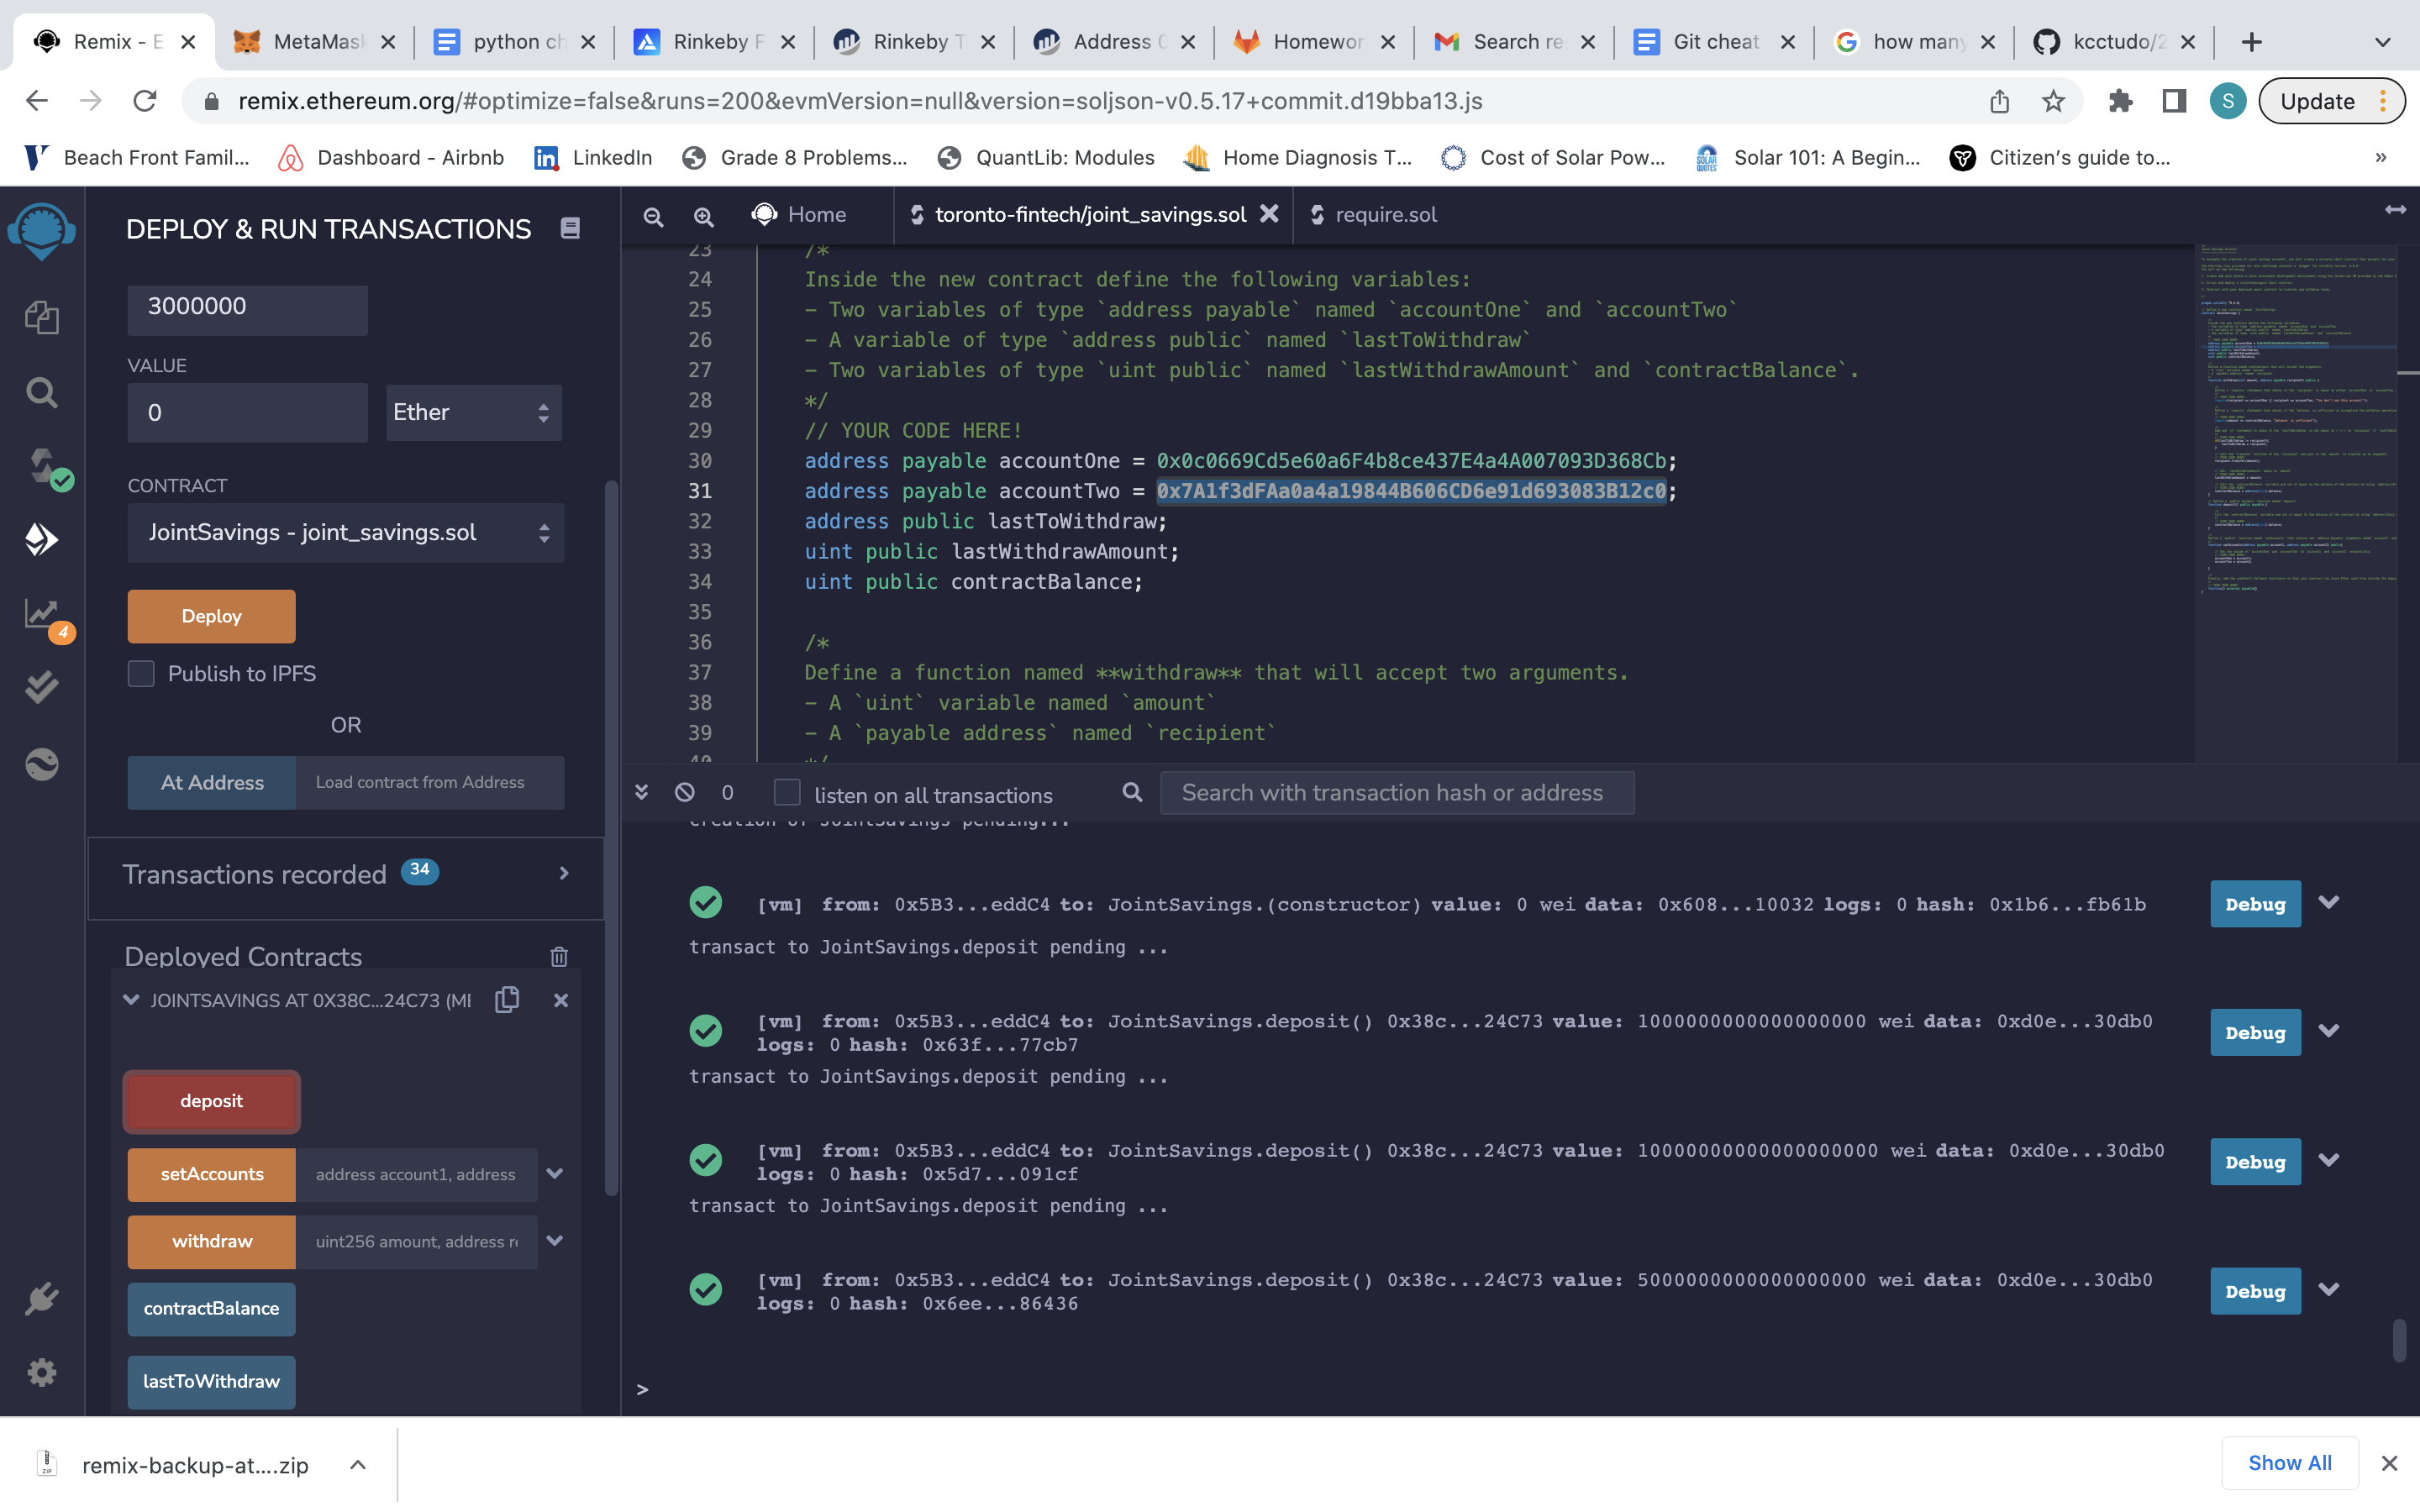 Remix - E
MetaMask
python ch
Rinkeby F
Rinkeby T
Address 0
Homewor
Search re
Git cheat
how many
kcctudo/2
remix.ethereum.org/#optimize=false&runs=200&evmVersion=null&version=soljson-v0.5.17+commit.d19bba13.js
S
Update
Beach Front Famil...
Dashboard - Airbnb
LinkedIn
Grade 8 Problems...
QuantLib: Modules
Home Diagnosis T...
Cost of Solar Pow...
Solar 101: A Begin...
Citizen's guide to...
»
DEPLOY & RUN TRANSACTIONS
3000000
VALUE
0
Ether
CONTRACT
JointSavings - joint_savings.sol
Deploy
Publish to IPFS
OR
At Address
Load contract from Address
Transactions recorded 34
Deployed Contracts
JOINTSAVINGS AT 0X38C...24C73 (ME
deposit
setAccounts
address account1, address
withdraw
uint256 amount, address re
contractBalance
lastToWithdraw
4
Home
toronto-fintech/joint_savings.sol
require.sol
23 /*
24 Inside the new contract define the following variables:
25 - Two variables of type `address payable` named `accountOne` and `accountTwo`
26 - A variable of type `address public` named `lastToWithdraw`
27 - Two variables of type `uint public` named `lastWithdrawAmount` and `contractBalance`.
28 */
29 // YOUR CODE HERE!
30 address payable accountOne = 0x0c0669Cd5e60a6F4b8ce437E4a4A007093D368Cb;
31 address payable accountTwo = 0x7A1f3dFAa0a4a19844B606CD6e91d693083B12c0;
32 address public lastToWithdraw;
33 uint public lastWithdrawAmount;
34 uint public contractBalance;
35
36 /*
37 Define a function named **withdraw** that will accept two arguments.
38 - A `uint` variable named `amount`
39 - A `payable address` named `recipient`
40 */
0
listen on all transactions
Search with transaction hash or address
creation of JointSavings pending...
[vm] from: 0x5B3...eddC4 to: JointSavings.(constructor) value: 0 wei data: 0x608...10032 logs: 0 hash: 0x1b6...fb61b
Debug
transact to JointSavings.deposit pending ...
[vm] from: 0x5B3...eddC4 to: JointSavings.deposit() 0x38c...24C73 value: 1000000000000000000 wei data: 0xd0e...30db0
logs: 0 hash: 0x63f...77cb7
Debug
transact to JointSavings.deposit pending ...
[vm] from: 0x5B3...eddC4 to: JointSavings.deposit() 0x38c...24C73 value: 10000000000000000000 wei data: 0xd0e...30db0
logs: 0 hash: 0x5d7...091cf
Debug
transact to JointSavings.deposit pending ...
[vm] from: 0x5B3...eddC4 to: JointSavings.deposit() 0x38c...24C73 value: 5000000000000000000 wei data: 0xd0e...30db0
logs: 0 hash: 0x6ee...86436
Debug
>
remix-backup-at....zip
Show All